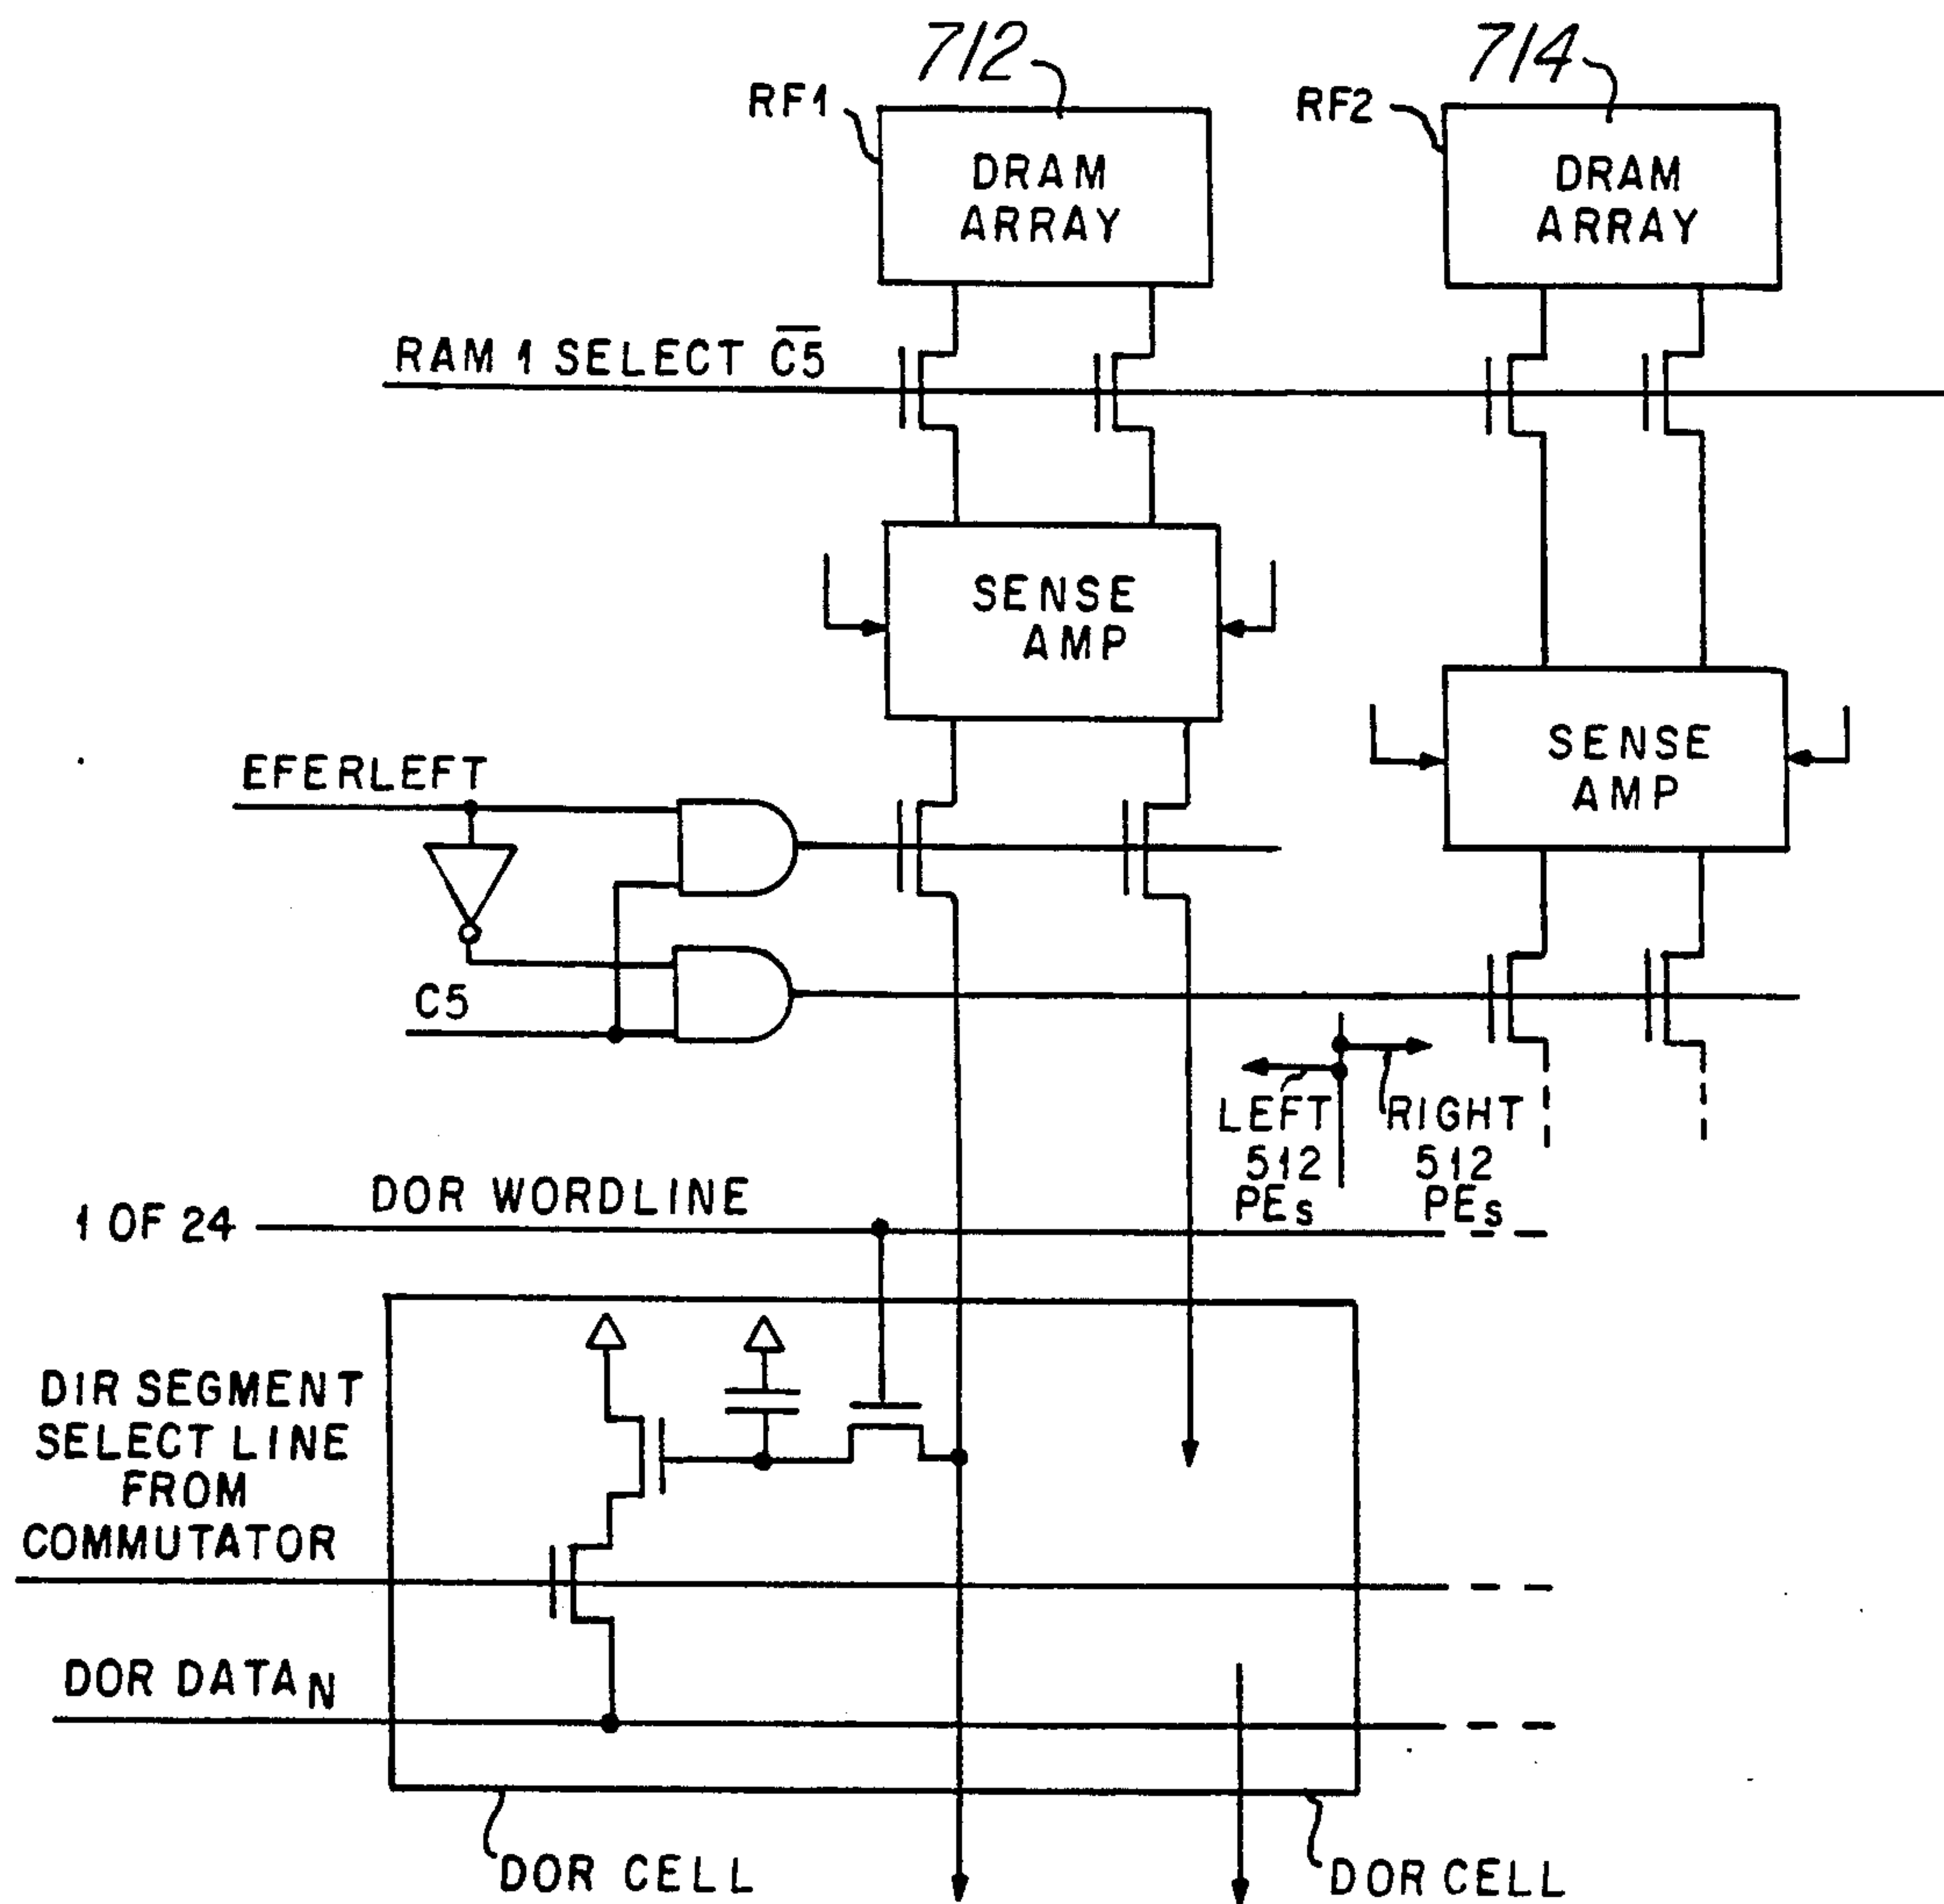 712
714
RF1
RF2
DRAM
ARRAY
DRAM
ARRAY
RAM 1 SELECT C̅5̅
SENSE
AMP
SENSE
AMP
EFERLEFT
C5
LEFT
512
PEs
RIGHT
512
PEs
DOR WORDLINE
1 OF 24
DIR SEGMENT
SELECT LINE
FROM
COMMUTATOR
DOR DATAN
DOR CELL
DOR CELL